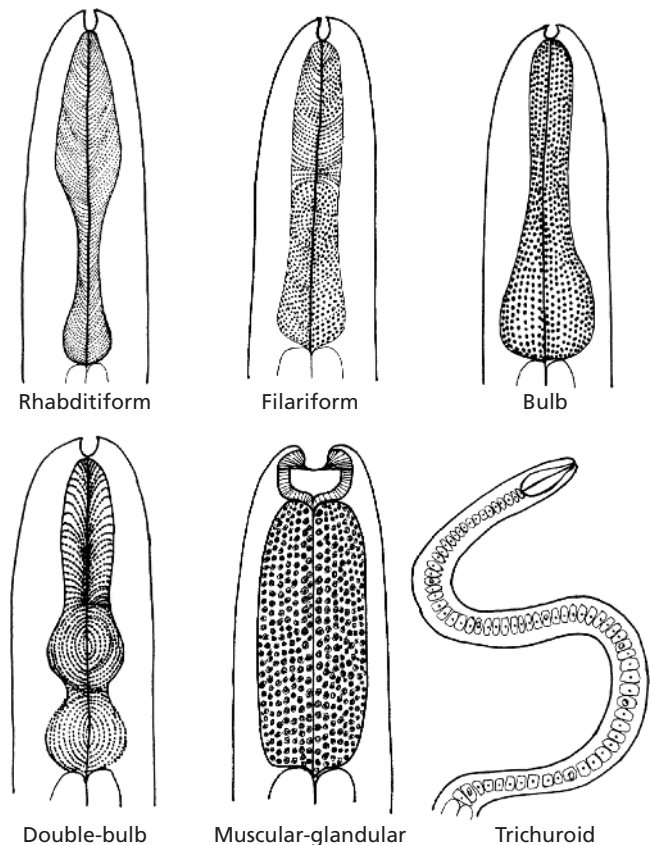 Rhabditiform
Filariform
Bulb
Double-bulb
Muscular-glandular
Trichuroid